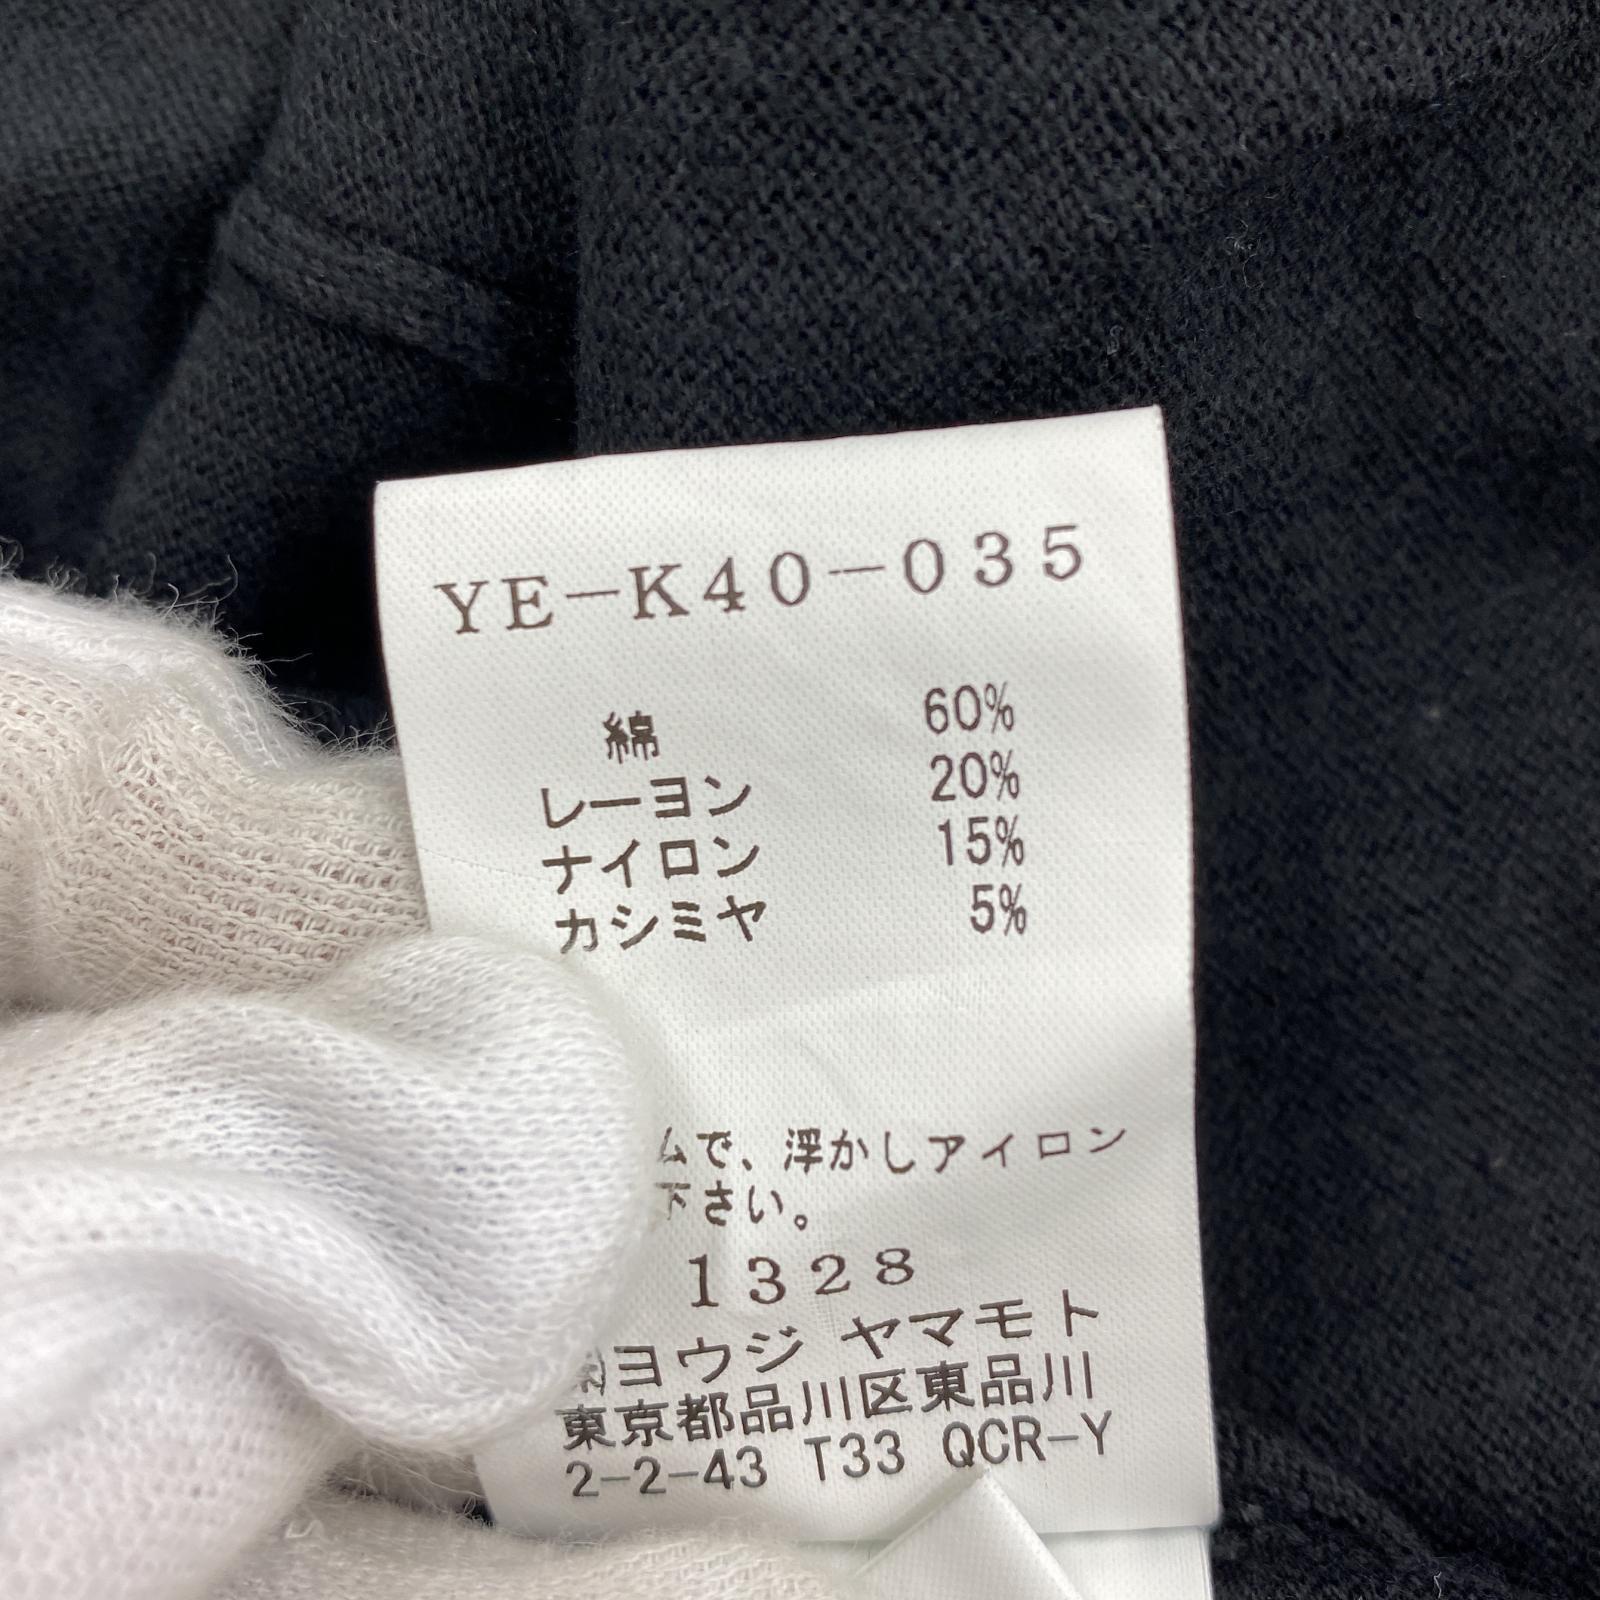 YE-K40-035
綿 60%
レーヨン 20%
ナイロン 15%
カシミヤ 5%
ムで、浮かしアイロン
下さい。
1328
ヨウジ ヤマモト
東京都品川区東品川
2-2-43 T33 QCR-Y